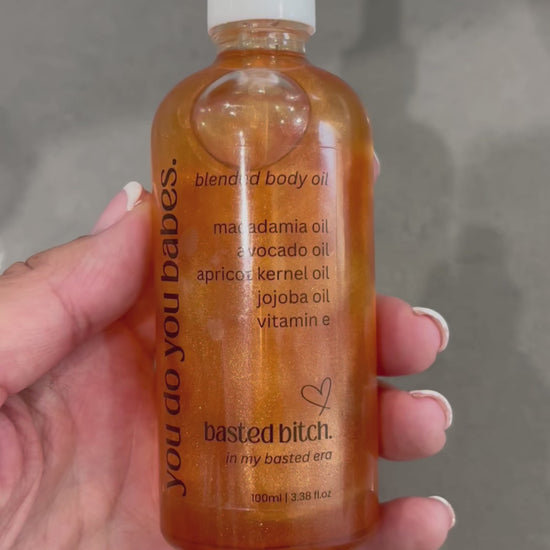 you do you babes.
blended body oil
macadamia oil
avocado oil
apricot kernel oil
jojoba oil
vitamin e
basted bitch.
in my basted era
100ml | 3.38 fl.oz